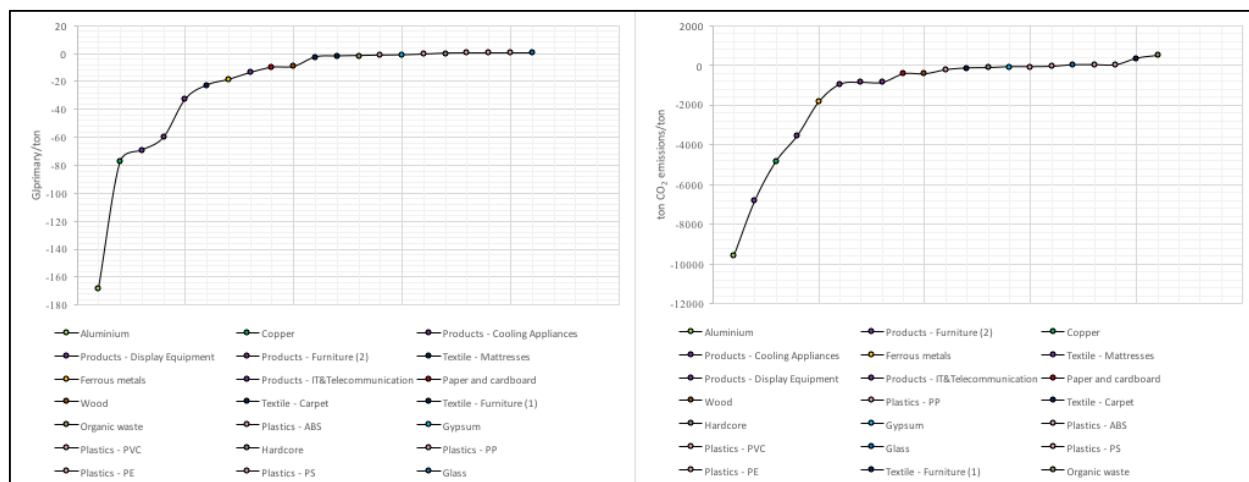 20
0
-20
-40
-60
-80
-100
-120
-140
-160
-180
GJprimary/ton
Aluminium Copper Products - Cooling Appliances
Products - Display Equipment Products - Furniture (2) Textile - Mattresses
Ferrous metals Products - IT&Telecommunication Paper and cardboard
Wood Textile - Carpet Textile - Furniture (1)
Organic waste Plastics - ABS Gypsum
Plastics - PVC Hardcore Plastics - PP
Plastics - PE Plastics - PS Glass
2000
0
-2000
-4000
-6000
-8000
-10000
-12000
ton CO₂ emissions/ton
Aluminium Products - Furniture (2) Copper
Products - Cooling Appliances Ferrous metals Textile - Mattresses
Products - Display Equipment Products - IT&Telecommunication Paper and cardboard
Wood Plastics - PP Textile - Carpet
Hardcore Gypsum Plastics - ABS
Plastics - PVC Glass Plastics - PS
Plastics - PE Textile - Furniture (1) Organic waste